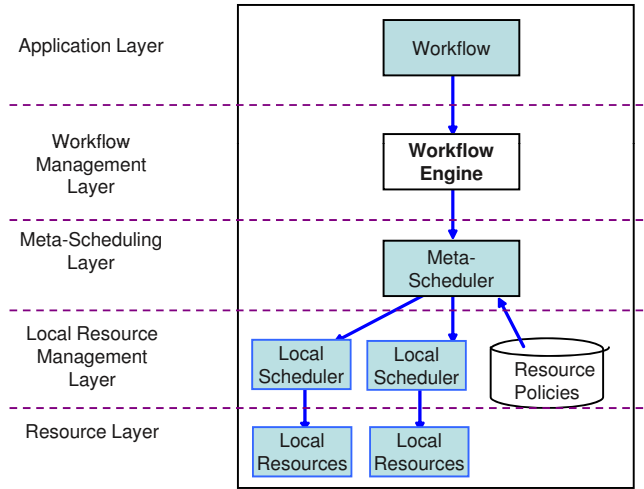 Application Layer
Workflow
Workflow
Management
Layer
Workflow
Engine
Meta-Scheduling
Layer
Meta-
Scheduler
Local Resource
Management
Layer
Local
Scheduler
Local
Scheduler
Resource
Policies
Resource Layer
Local
Resources
Local
Resources